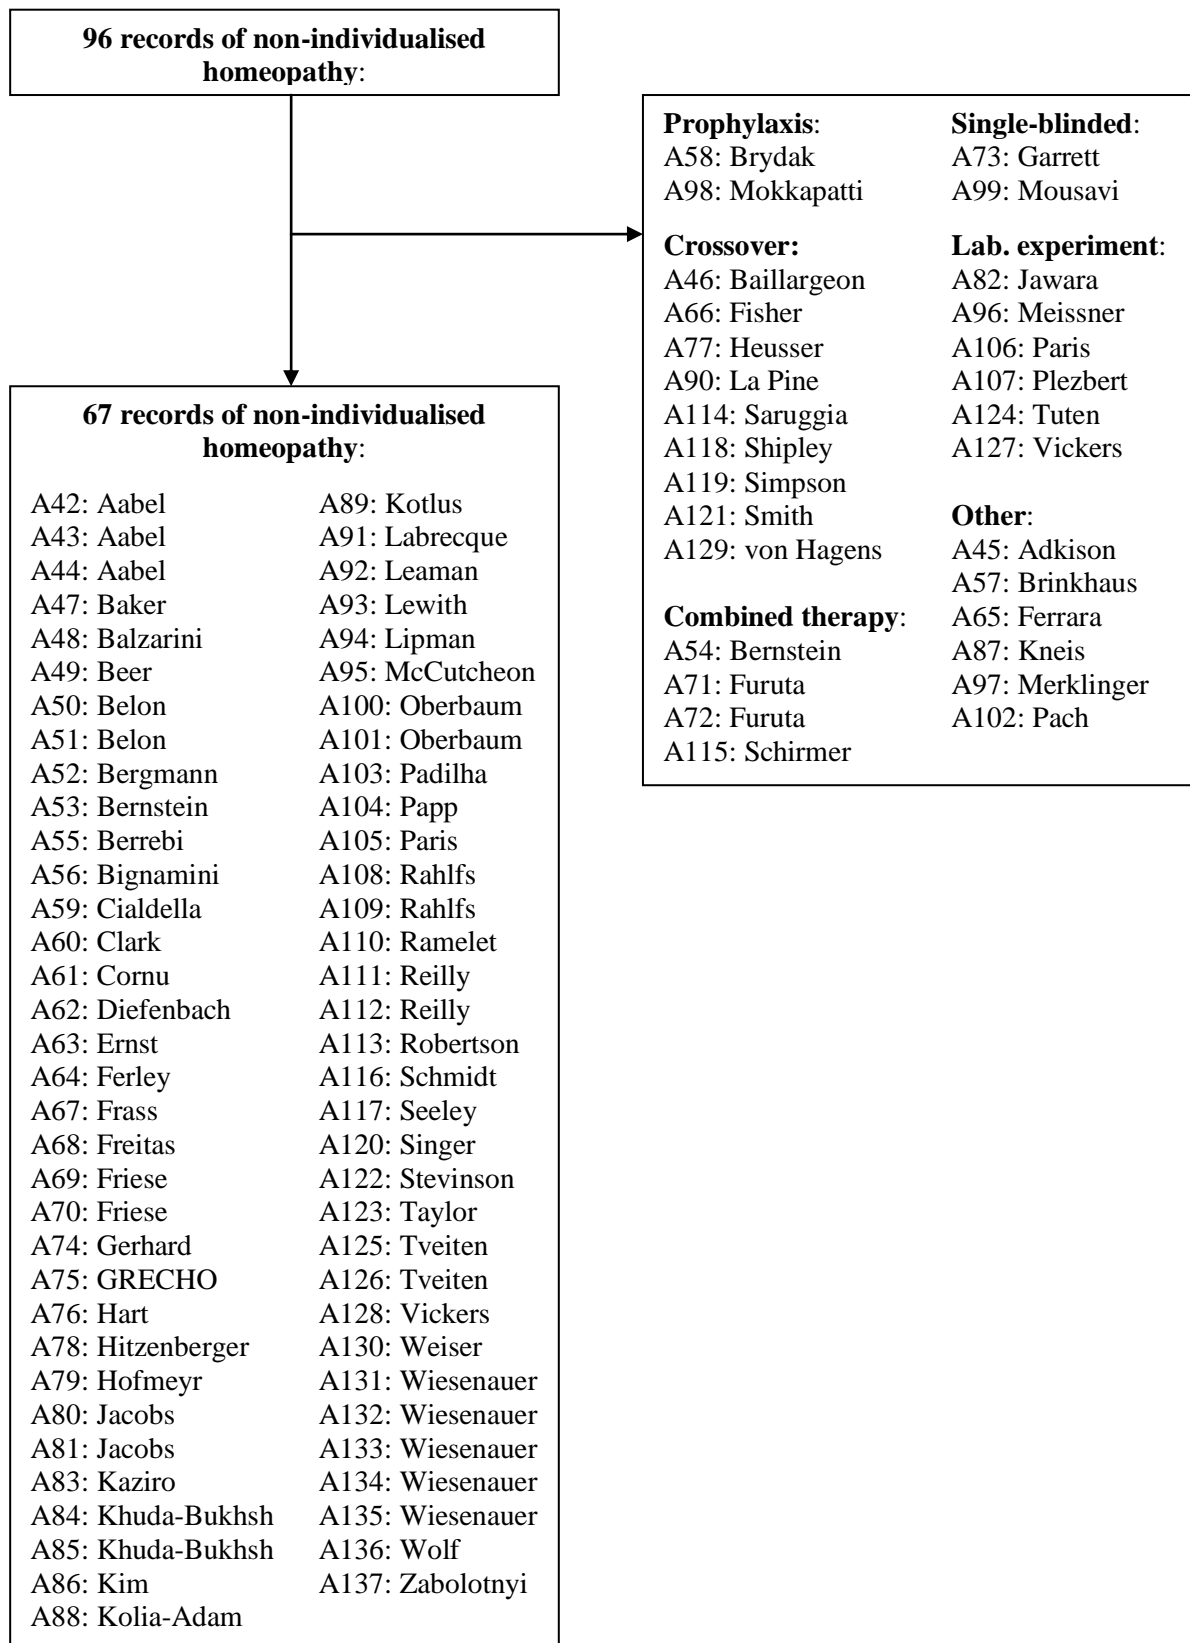 96 records of non-individualised
homeopathy:
Prophylaxis:
A58: Brydak
A98: Mokkapatti
Crossover:
A46: Baillargeon
A66: Fisher
A77: Heusser
A90: La Pine
A114: Saruggia
A118: Shipley
A119: Simpson
A121: Smith
A129: von Hagens
Combined therapy:
A54: Bernstein
A71: Furuta
A72: Furuta
A115: Schirmer
Single-blinded:
A73: Garrett
A99: Mousavi
Lab. experiment:
A82: Jawara
A96: Meissner
A106: Paris
A107: Plezbert
A124: Tuten
A127: Vickers
Other:
A45: Adkison
A57: Brinkhaus
A65: Ferrara
A87: Kneis
A97: Merklinger
A102: Pach
67 records of non-individualised
homeopathy:
A42: Aabel
A43: Aabel
A44: Aabel
A47: Baker
A48: Balzarini
A49: Beer
A50: Belon
A51: Belon
A52: Bergmann
A53: Bernstein
A55: Berrebi
A56: Bignamini
A59: Cialdella
A60: Clark
A61: Cornu
A62: Diefenbach
A63: Ernst
A64: Ferley
A67: Frass
A68: Freitas
A69: Friese
A70: Friese
A74: Gerhard
A75: GRECHO
A76: Hart
A78: Hitzenberger
A79: Hofmeyr
A80: Jacobs
A81: Jacobs
A83: Kaziro
A84: Khuda-Bukhsh
A85: Khuda-Bukhsh
A86: Kim
A88: Kolia-Adam
A89: Kotlus
A91: Labrecque
A92: Leaman
A93: Lewith
A94: Lipman
A95: McCutcheon
A100: Oberbaum
A101: Oberbaum
A103: Padilha
A104: Papp
A105: Paris
A108: Rahlfs
A109: Rahlfs
A110: Ramelet
A111: Reilly
A112: Reilly
A113: Robertson
A116: Schmidt
A117: Seeley
A120: Singer
A122: Stevinson
A123: Taylor
A125: Tveiten
A126: Tveiten
A128: Vickers
A130: Weiser
A131: Wiesenauer
A132: Wiesenauer
A133: Wiesenauer
A134: Wiesenauer
A135: Wiesenauer
A136: Wolf
A137: Zabolotnyi